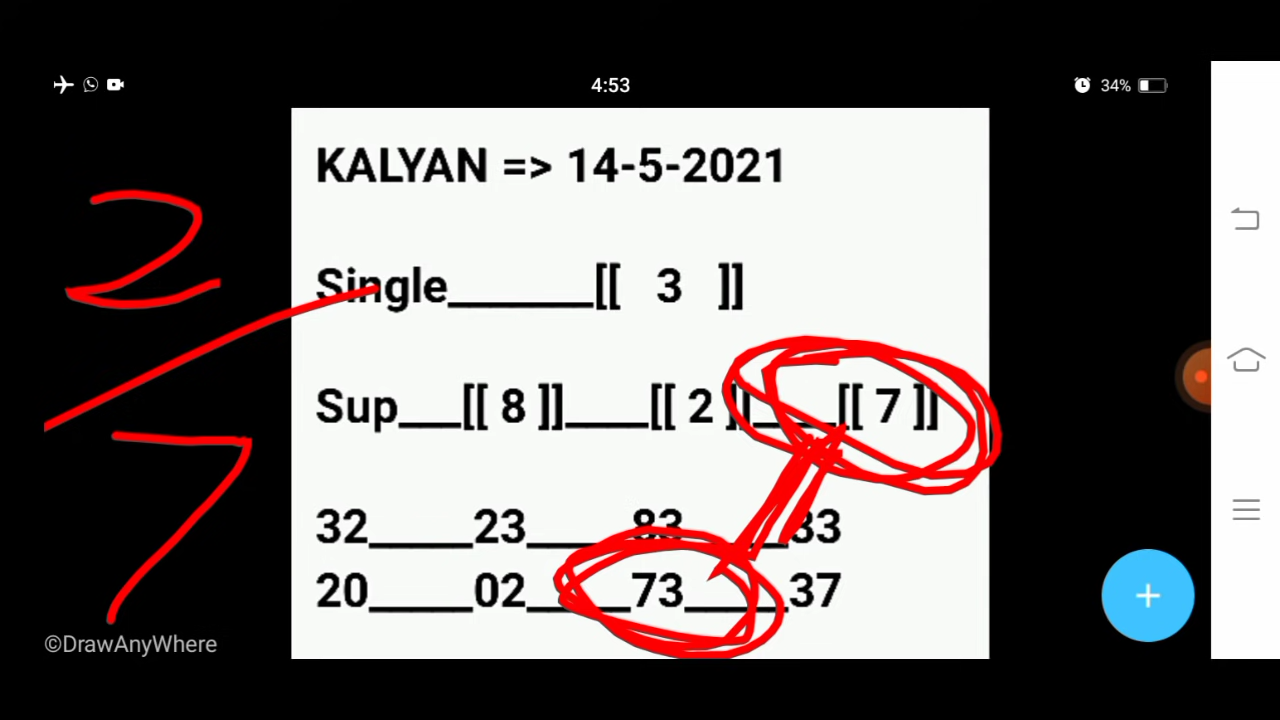 4:53
34%
KALYAN => 14-5-2021
Single______[[ 3 ]]
Sup___[[ 8 ]]____[[ 2 ]]____[[ 7 ]]
32_____23_____83_____33
20_____02_____73_____37
2
7
©DrawAnyWhere